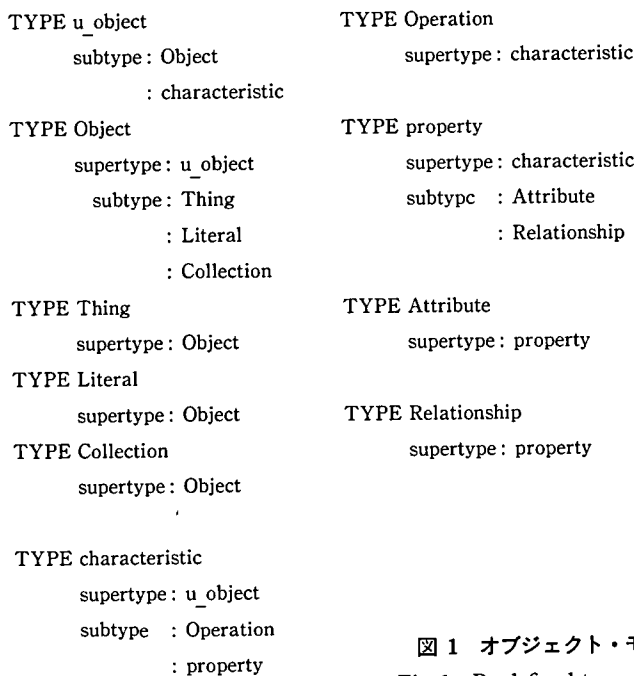 TYPE u_object
subtype : Object
: characteristic
TYPE Object
supertype : u_object
subtype : Thing
: Literal
: Collection
TYPE Thing
supertype : Object
TYPE Literal
supertype : Object
TYPE Collection
supertype : Object
TYPE characteristic
supertype : u_object
subtype : Operation
: property
TYPE Operation
supertype : characteristic
TYPE property
supertype : characteristic
subtypc : Attribute
: Relationship
TYPE Attribute
supertype : property
TYPE Relationship
supertype : property
図 1 オブジェクト・モ